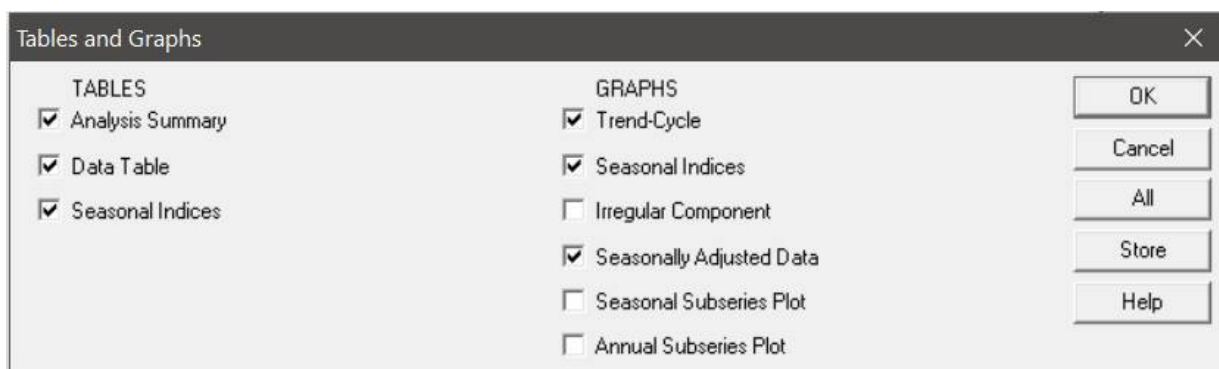 Tables and Graphs
TABLES
Analysis Summary
Data Table
Seasonal Indices
GRAPHS
Trend-Cycle
Seasonal Indices
Irregular Component
Seasonally Adjusted Data
Seasonal Subseries Plot
Annual Subseries Plot
OK
Cancel
All
Store
Help